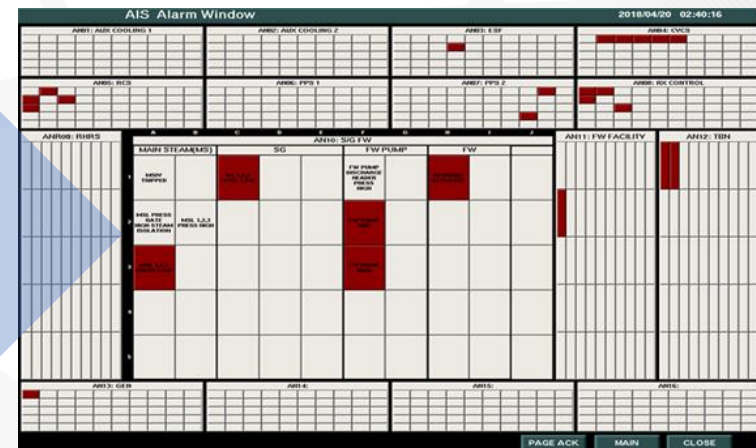 AIS Alarm Window
2018/04/20 02:40:16
AN01: AUX COOLING 1
AN02: AUX COOLING 2
AN03: ESF
AN04: CVCS
AN05: RCS
AN06: PPS 1
AN07: PPS 2
AN08: RX CONTROL
ANR09: RHRS
A B C D E F G H I J
AN10: S/G FW
MAIN STEAM(MS)
SG
FW PUMP
FW
AN11: FW FACILITY
AN12: TBN
1
MSIV
TRIPPED
FW PUMP
DISCHARGE
HEADER
PRESS
HIGH
2
MSL PRESS
RATE
HIGH STEAM
ISOLATION
MSL 1,2,3
PRESS HIGH
3
4
5
AN13: GEN
AN14:
AN15:
AN16:
PAGE ACK
MAIN
CLOSE